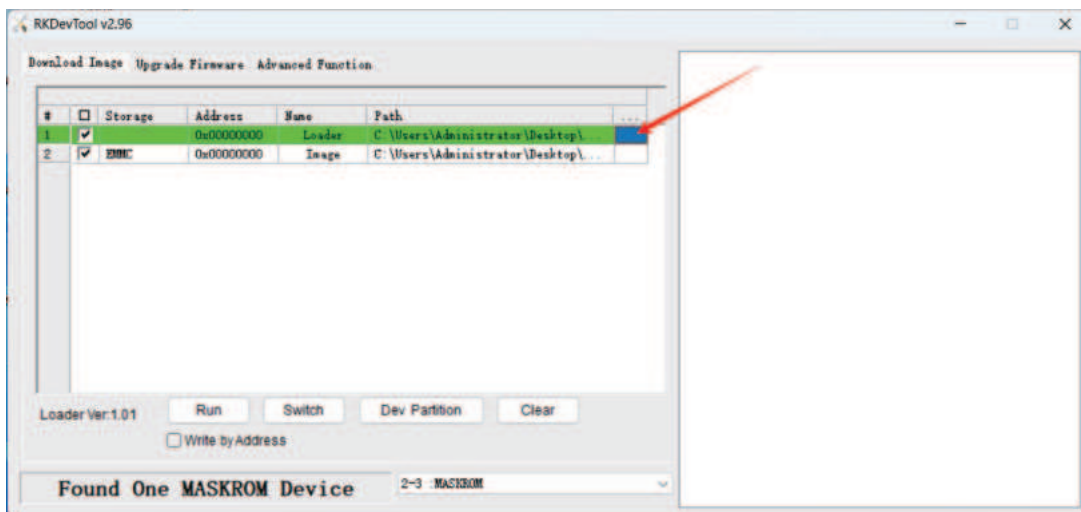 RKDevTool v2.96
Download Image Upgrade Firmware Advanced Function
# Storage Address Name Path ...
1 0x00000000 Loader C:\Users\Administrator\Desktop\...
2 EMMC 0x00000000 Image C:\Users\Administrator\Desktop\...
Loader Ver:1.01 Run Switch Dev Partition Clear
Write by Address
Found One MASKROM Device 2-3 :MASKROM